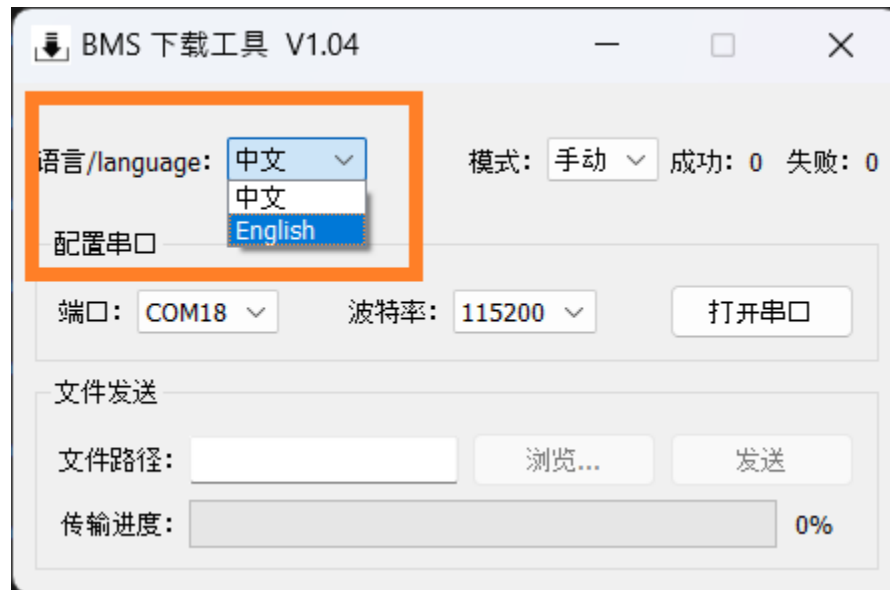 BMS 下载工具 V1.04
语言/language: 中文 模式: 手动 成功: 0 失败: 0
中文
English
配置串口
端口: COM18 波特率: 115200 打开串口
文件发送
文件路径: 浏览... 发送
传输进度: 0%